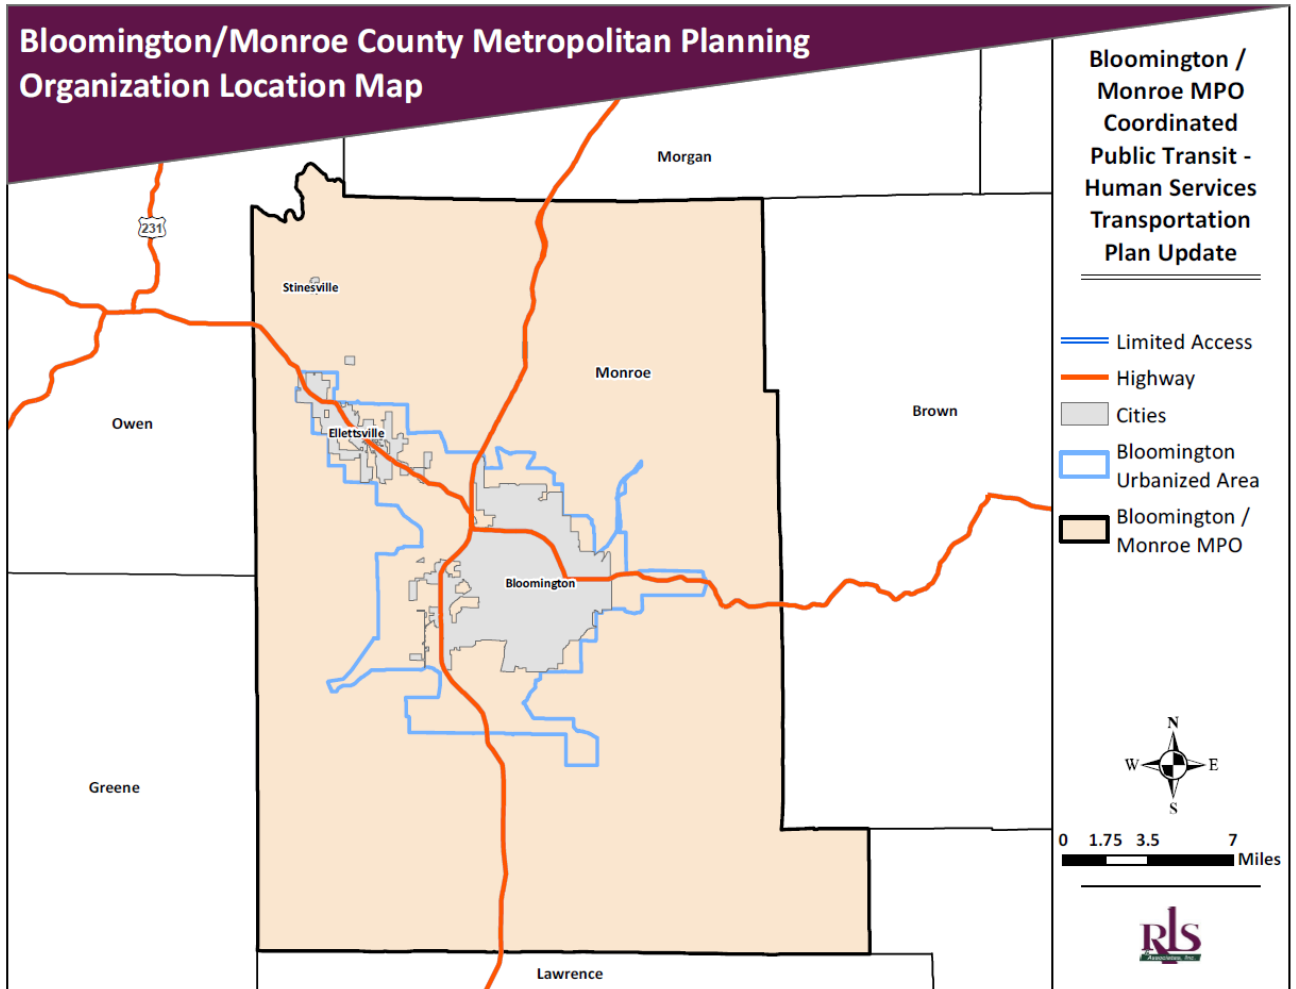 Bloomington/Monroe County Metropolitan Planning
Organization Location Map
Bloomington /
Monroe MPO
Coordinated
Public Transit -
Human Services
Transportation
Plan Update
Limited Access
Highway
Cities
Bloomington
Urbanized Area
Bloomington /
Monroe MPO
Morgan
231
Stinesville
Monroe
Owen
Brown
Ellettsville
Bloomington
Greene
Lawrence
N
W E
S
0 1.75 3.5 7
Miles
RLS
& Associates, Inc.